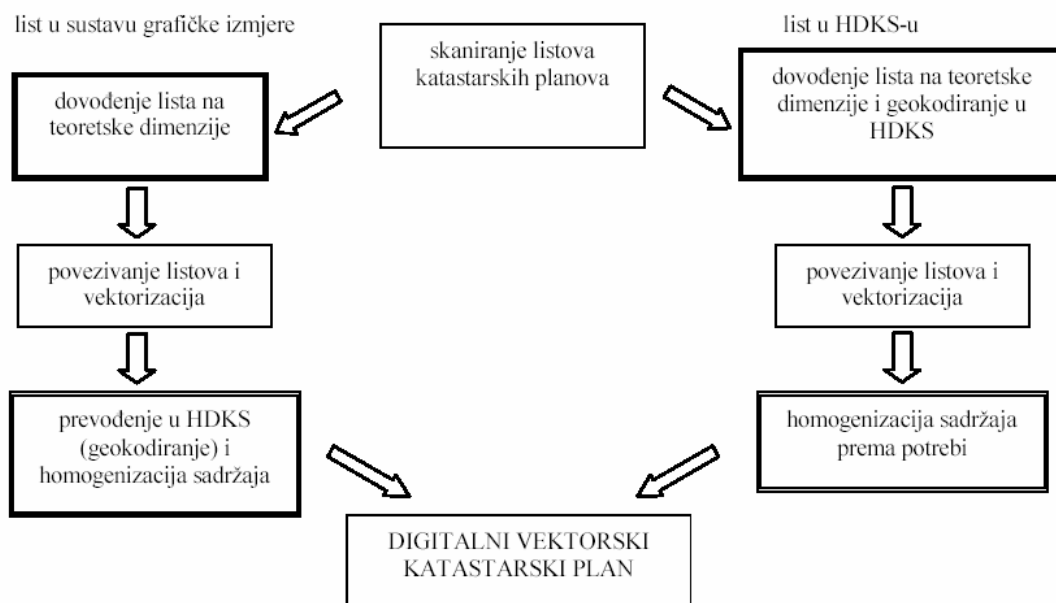 list u sustavu grafičke izmjere
list u HDKS-u
skaniranje listova
katastarskih planova
dovođenje lista na
teoretske dimenzije
dovođenje lista na teoretske
dimenzije i geokodiranje u
HDKS
povezivanje listova i
vektorizacija
povezivanje listova i
vektorizacija
prevođenje u HDKS
(geokodiranje) i
homogenizacija sadržaja
homogenizacija sadržaja
prema potrebi
DIGITALNI VEKTORSKI
KATASTARSKI PLAN